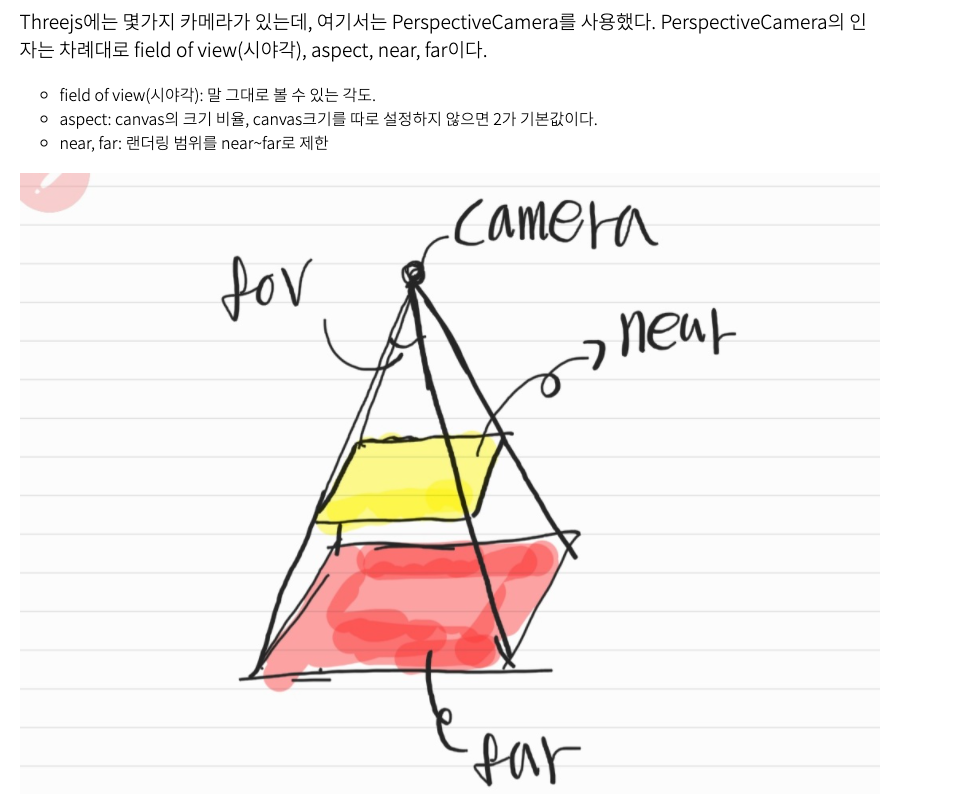 Threejs에는 몇가지 카메라가 있는데, 여기서는 PerspectiveCamera를 사용했다. PerspectiveCamera의 인
자는 차례대로 field of view(시야각), aspect, near, far이다.
field of view(시야각): 말 그대로 볼 수 있는 각도.
aspect: canvas의 크기 비율, canvas크기를 따로 설정하지 않으면 2가 기본값이다.
near, far: 랜더링 범위를 near~far로 제한
camera
fov
near
far